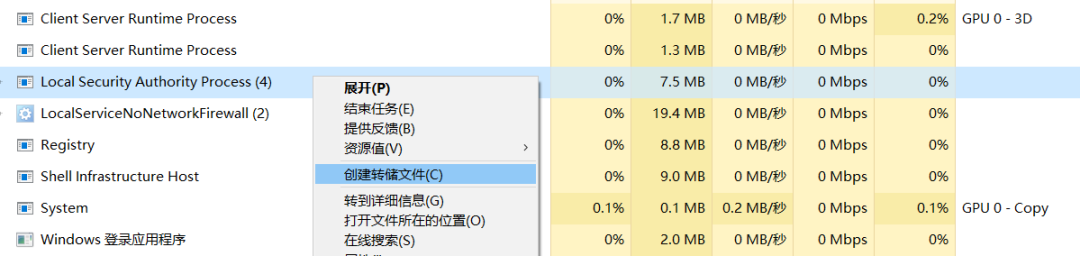 Client Server Runtime Process 0% 1.7 MB 0 MB/秒 0 Mbps 0.2% GPU 0 - 3D
Client Server Runtime Process 0% 1.3 MB 0 MB/秒 0 Mbps 0%
Local Security Authority Process (4) 0% 7.5 MB 0 MB/秒 0 Mbps 0%
展开(P)
结束任务(E)
LocalServiceNoNetworkFirewall (2) 0% 19.4 MB 0 MB/秒 0 Mbps 0%
提供反馈(B)
Registry 0% 8.8 MB 0 MB/秒 0 Mbps 0%
资源值(V)
Shell Infrastructure Host 0% 9.0 MB 0 MB/秒 0 Mbps 0%
创建转储文件(C)
转到详细信息(G)
System 0.1% 0.1 MB 0.2 MB/秒 0 Mbps 0.1% GPU 0 - Copy
打开文件所在的位置(O)
Windows 登录应用程序 0% 2.0 MB 0 MB/秒 0 Mbps 0%
在线搜索(S)